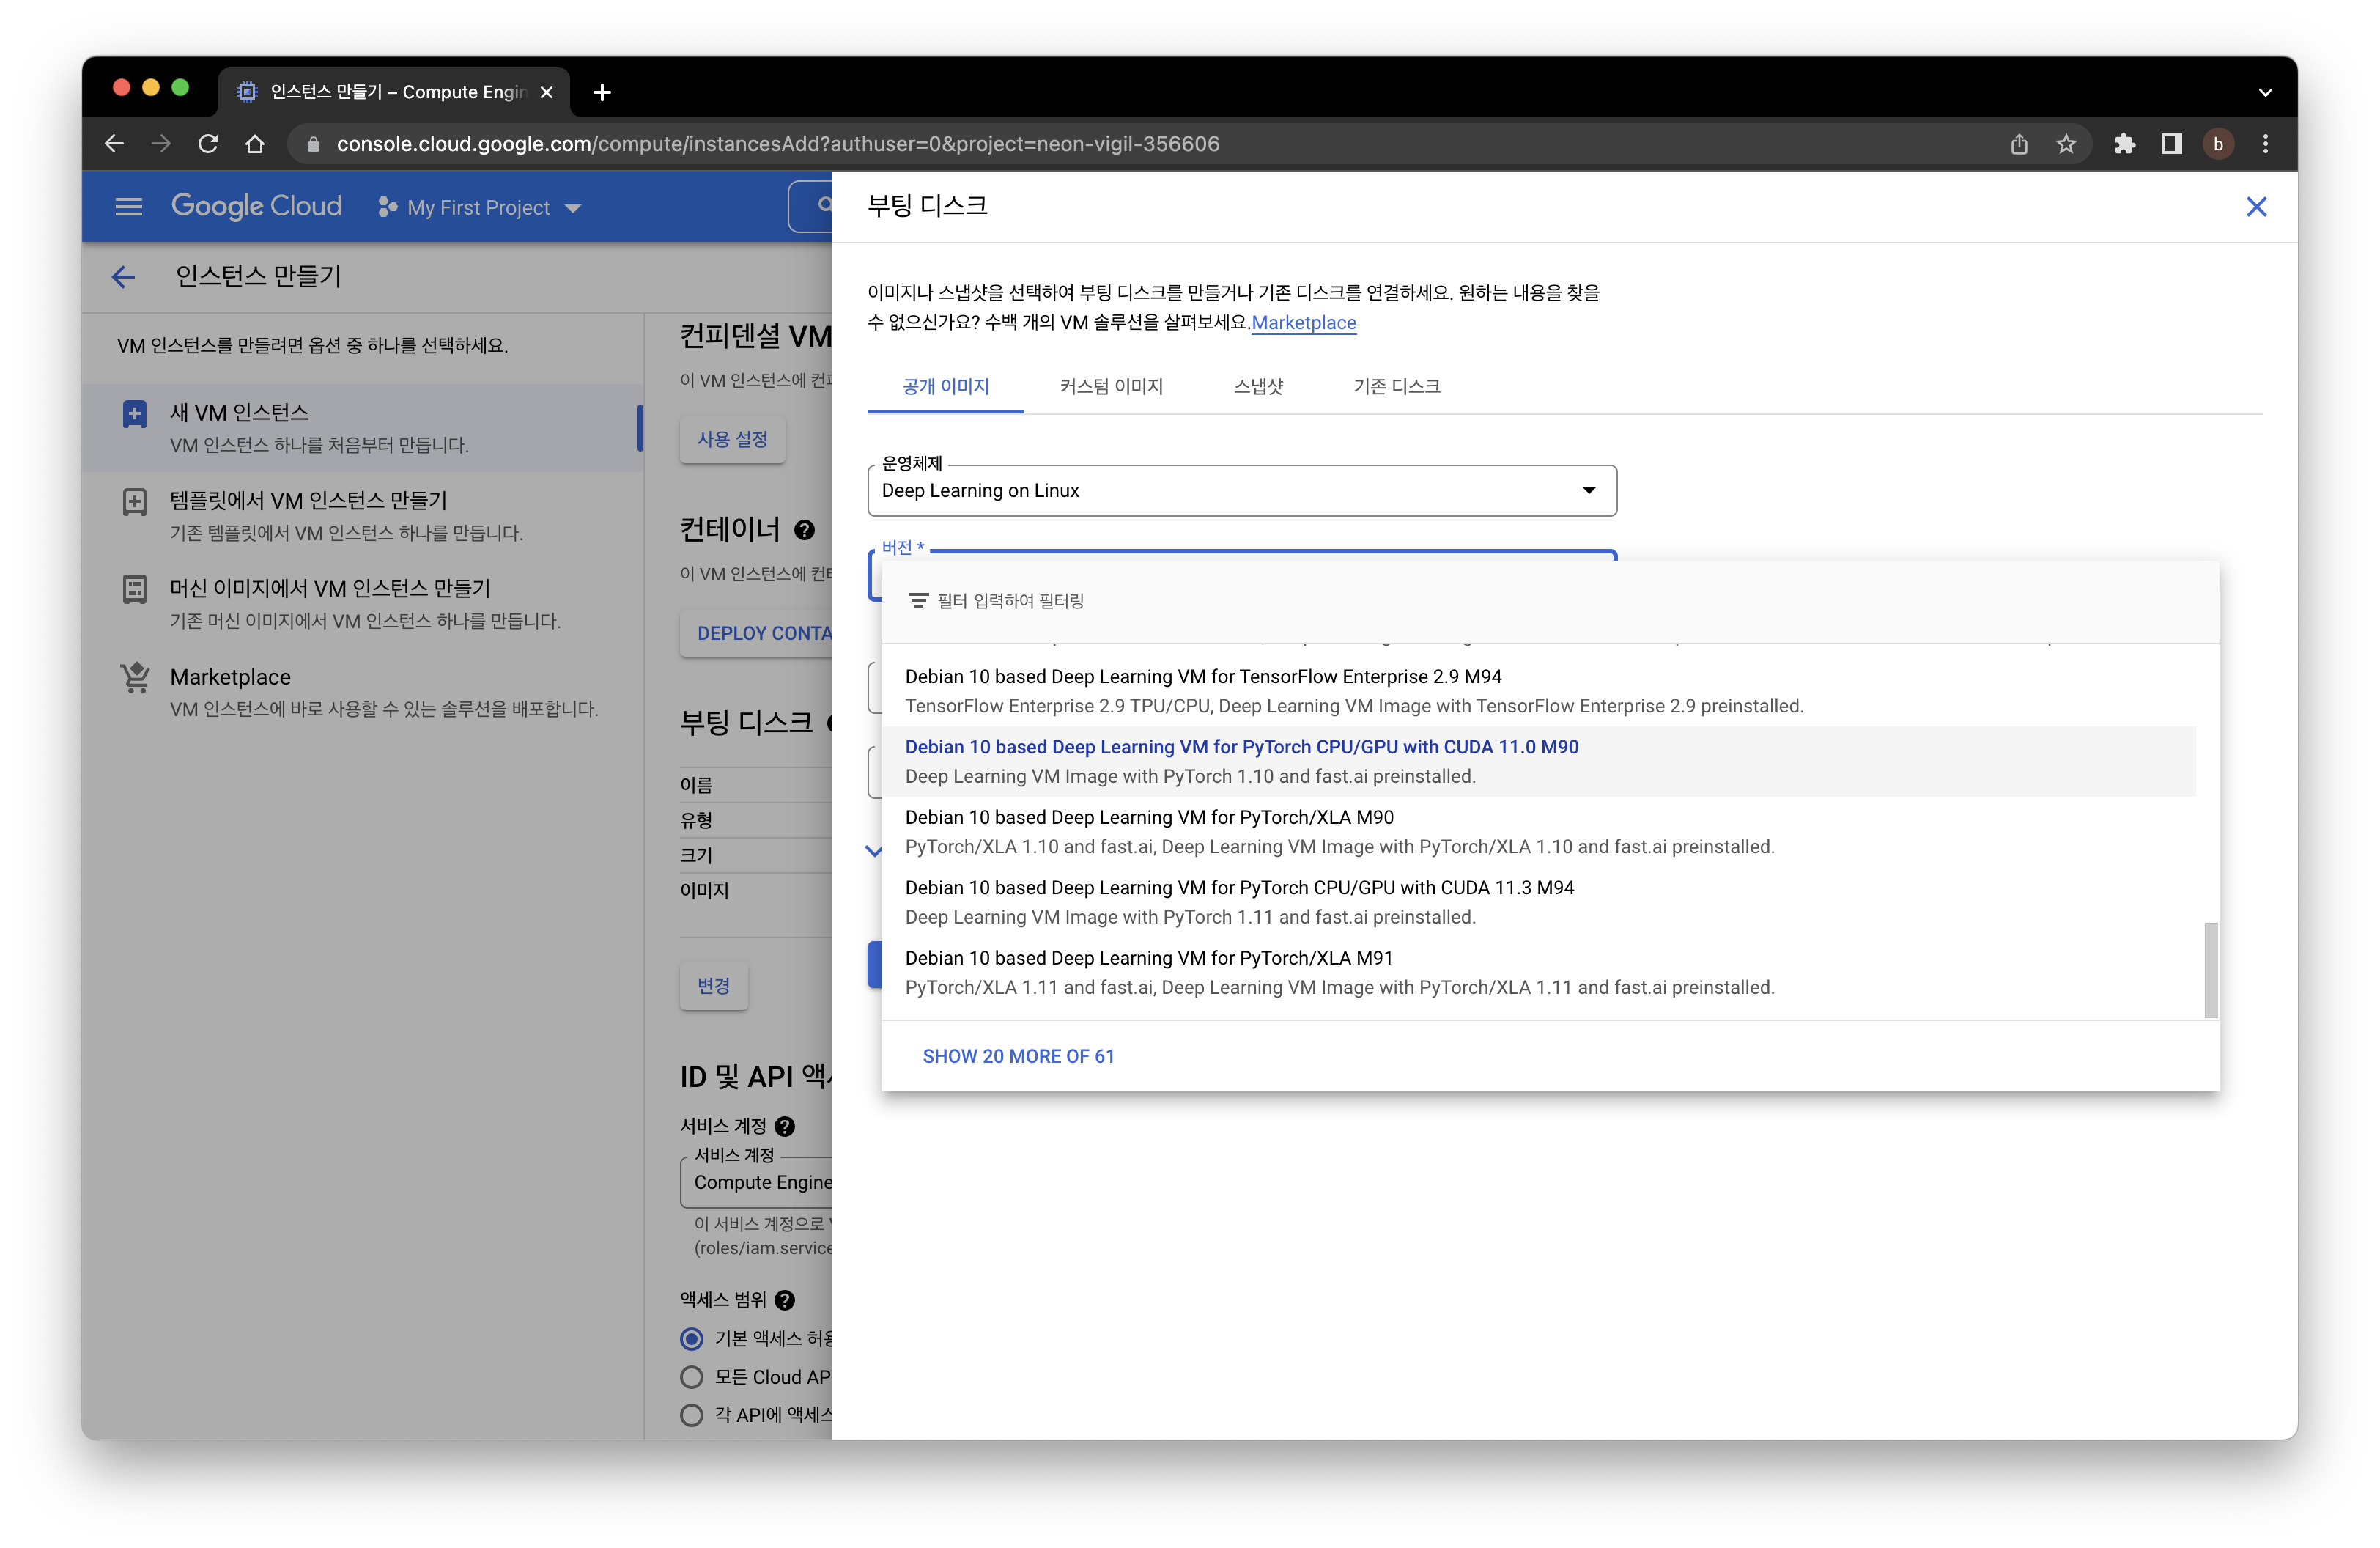 인스턴스 만들기 – Compute Engin
console.cloud.google.com/compute/instancesAdd?authuser=0&project=neon-vigil-356606
b
Google Cloud
My First Project
인스턴스 만들기
VM 인스턴스를 만들려면 옵션 중 하나를 선택하세요.
새 VM 인스턴스
VM 인스턴스 하나를 처음부터 만듭니다.
템플릿에서 VM 인스턴스 만들기
기존 템플릿에서 VM 인스턴스 하나를 만듭니다.
머신 이미지에서 VM 인스턴스 만들기
기존 머신 이미지에서 VM 인스턴스 하나를 만듭니다.
Marketplace
VM 인스턴스에 바로 사용할 수 있는 솔루션을 배포합니다.
컨피덴셜 VM
이 VM 인스턴스에 컨피
사용 설정
컨테이너
이 VM 인스턴스에 컨테
DEPLOY CONTA
부팅 디스크
이름
유형
크기
이미지
변경
ID 및 API 액세
서비스 계정
서비스 계정
Compute Engine
이 서비스 계정으로
(roles/iam.service
액세스 범위
기본 액세스 허용
모든 Cloud AP
각 API에 액세스
부팅 디스크
이미지나 스냅샷을 선택하여 부팅 디스크를 만들거나 기존 디스크를 연결하세요. 원하는 내용을 찾을
수 없으신가요? 수백 개의 VM 솔루션을 살펴보세요.Marketplace
공개 이미지
커스텀 이미지
스냅샷
기존 디스크
운영체제
Deep Learning on Linux
버전 *
필터 입력하여 필터링
Debian 10 based Deep Learning VM for TensorFlow Enterprise 2.9 M94
TensorFlow Enterprise 2.9 TPU/CPU, Deep Learning VM Image with TensorFlow Enterprise 2.9 preinstalled.
Debian 10 based Deep Learning VM for PyTorch CPU/GPU with CUDA 11.0 M90
Deep Learning VM Image with PyTorch 1.10 and fast.ai preinstalled.
Debian 10 based Deep Learning VM for PyTorch/XLA M90
PyTorch/XLA 1.10 and fast.ai, Deep Learning VM Image with PyTorch/XLA 1.10 and fast.ai preinstalled.
Debian 10 based Deep Learning VM for PyTorch CPU/GPU with CUDA 11.3 M94
Deep Learning VM Image with PyTorch 1.11 and fast.ai preinstalled.
Debian 10 based Deep Learning VM for PyTorch/XLA M91
PyTorch/XLA 1.11 and fast.ai, Deep Learning VM Image with PyTorch/XLA 1.11 and fast.ai preinstalled.
SHOW 20 MORE OF 61